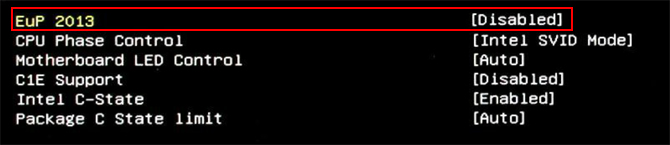 EuP 2013 [Disabled]
CPU Phase Control [Intel SVID Mode]
Motherboard LED Control [Auto]
C1E Support [Disabled]
Intel C-State [Enabled]
Package C State limit [Auto]